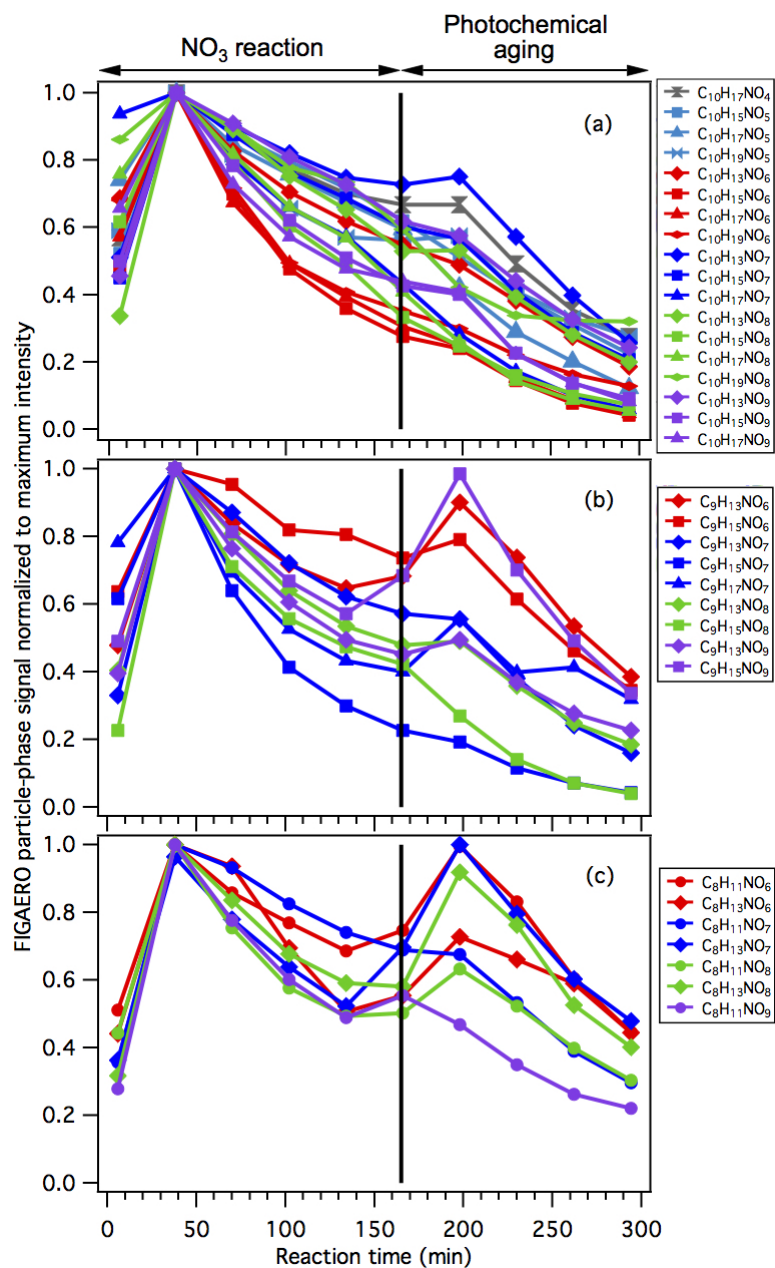 NO₃ reaction
Photochemical
aging
FIGAERO particle-phase signal normalized to maximum intensity
1.0
0.8
0.6
0.4
0.2
0.0
(a)
C₁₀H₁₇NO₄
C₁₀H₁₅NO₅
C₁₀H₁₇NO₅
C₁₀H₁₉NO₅
C₁₀H₁₃NO₆
C₁₀H₁₅NO₆
C₁₀H₁₇NO₆
C₁₀H₁₉NO₆
C₁₀H₁₃NO₇
C₁₀H₁₅NO₇
C₁₀H₁₇NO₇
C₁₀H₁₃NO₈
C₁₀H₁₅NO₈
C₁₀H₁₇NO₈
C₁₀H₁₉NO₈
C₁₀H₁₃NO₉
C₁₀H₁₅NO₉
C₁₀H₁₇NO₉
1.0
0.8
0.6
0.4
0.2
0.0
(b)
C₉H₁₃NO₆
C₉H₁₅NO₆
C₉H₁₃NO₇
C₉H₁₅NO₇
C₉H₁₇NO₇
C₉H₁₃NO₈
C₉H₁₅NO₈
C₉H₁₃NO₉
C₉H₁₅NO₉
1.0
0.8
0.6
0.4
0.2
0.0
(c)
C₈H₁₁NO₆
C₈H₁₃NO₆
C₈H₁₁NO₇
C₈H₁₃NO₇
C₈H₁₁NO₈
C₈H₁₃NO₈
C₈H₁₁NO₉
0 50 100 150 200 250 300
Reaction time (min)